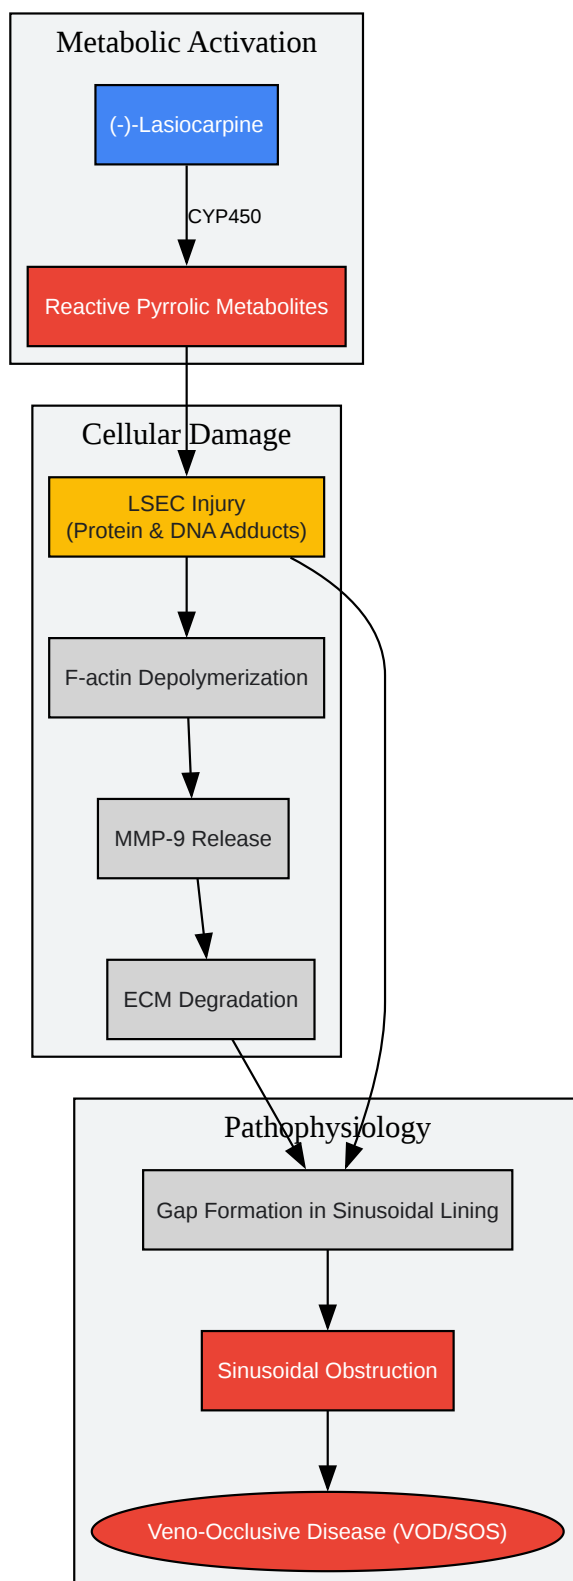 Metabolic Activation
(-)-Lasiocarpine
CYP450
Reactive Pyrrolic Metabolites
Cellular Damage
LSEC Injury
(Protein & DNA Adducts)
F-actin Depolymerization
MMP-9 Release
ECM Degradation
Pathophysiology
Gap Formation in Sinusoidal Lining
Sinusoidal Obstruction
Veno-Occlusive Disease (VOD/SOS)